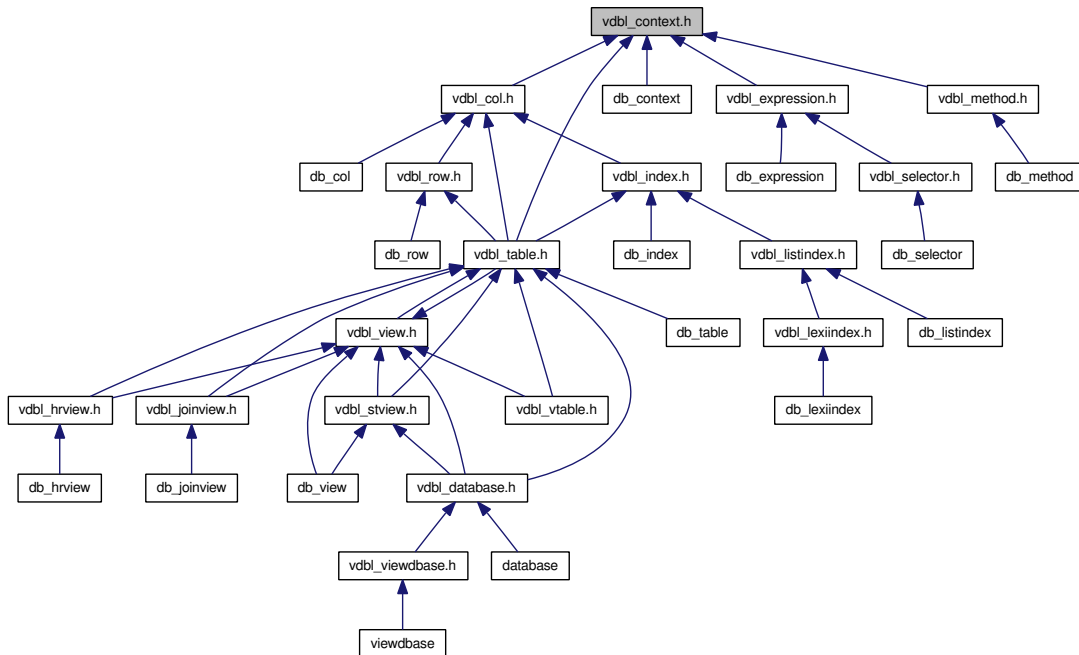 vdbl_context.h
vdbl_col.h
db_context
vdbl_expression.h
vdbl_method.h
db_col
vdbl_row.h
vdbl_index.h
db_expression
vdbl_selector.h
db_method
db_row
vdbl_table.h
db_index
vdbl_listindex.h
db_selector
vdbl_view.h
db_table
vdbl_lexiindex.h
db_listindex
vdbl_hrview.h
vdbl_joinview.h
vdbl_stview.h
vdbl_vtable.h
db_lexiindex
db_hrview
db_joinview
db_view
vdbl_database.h
vdbl_viewdbase.h
database
viewdbase